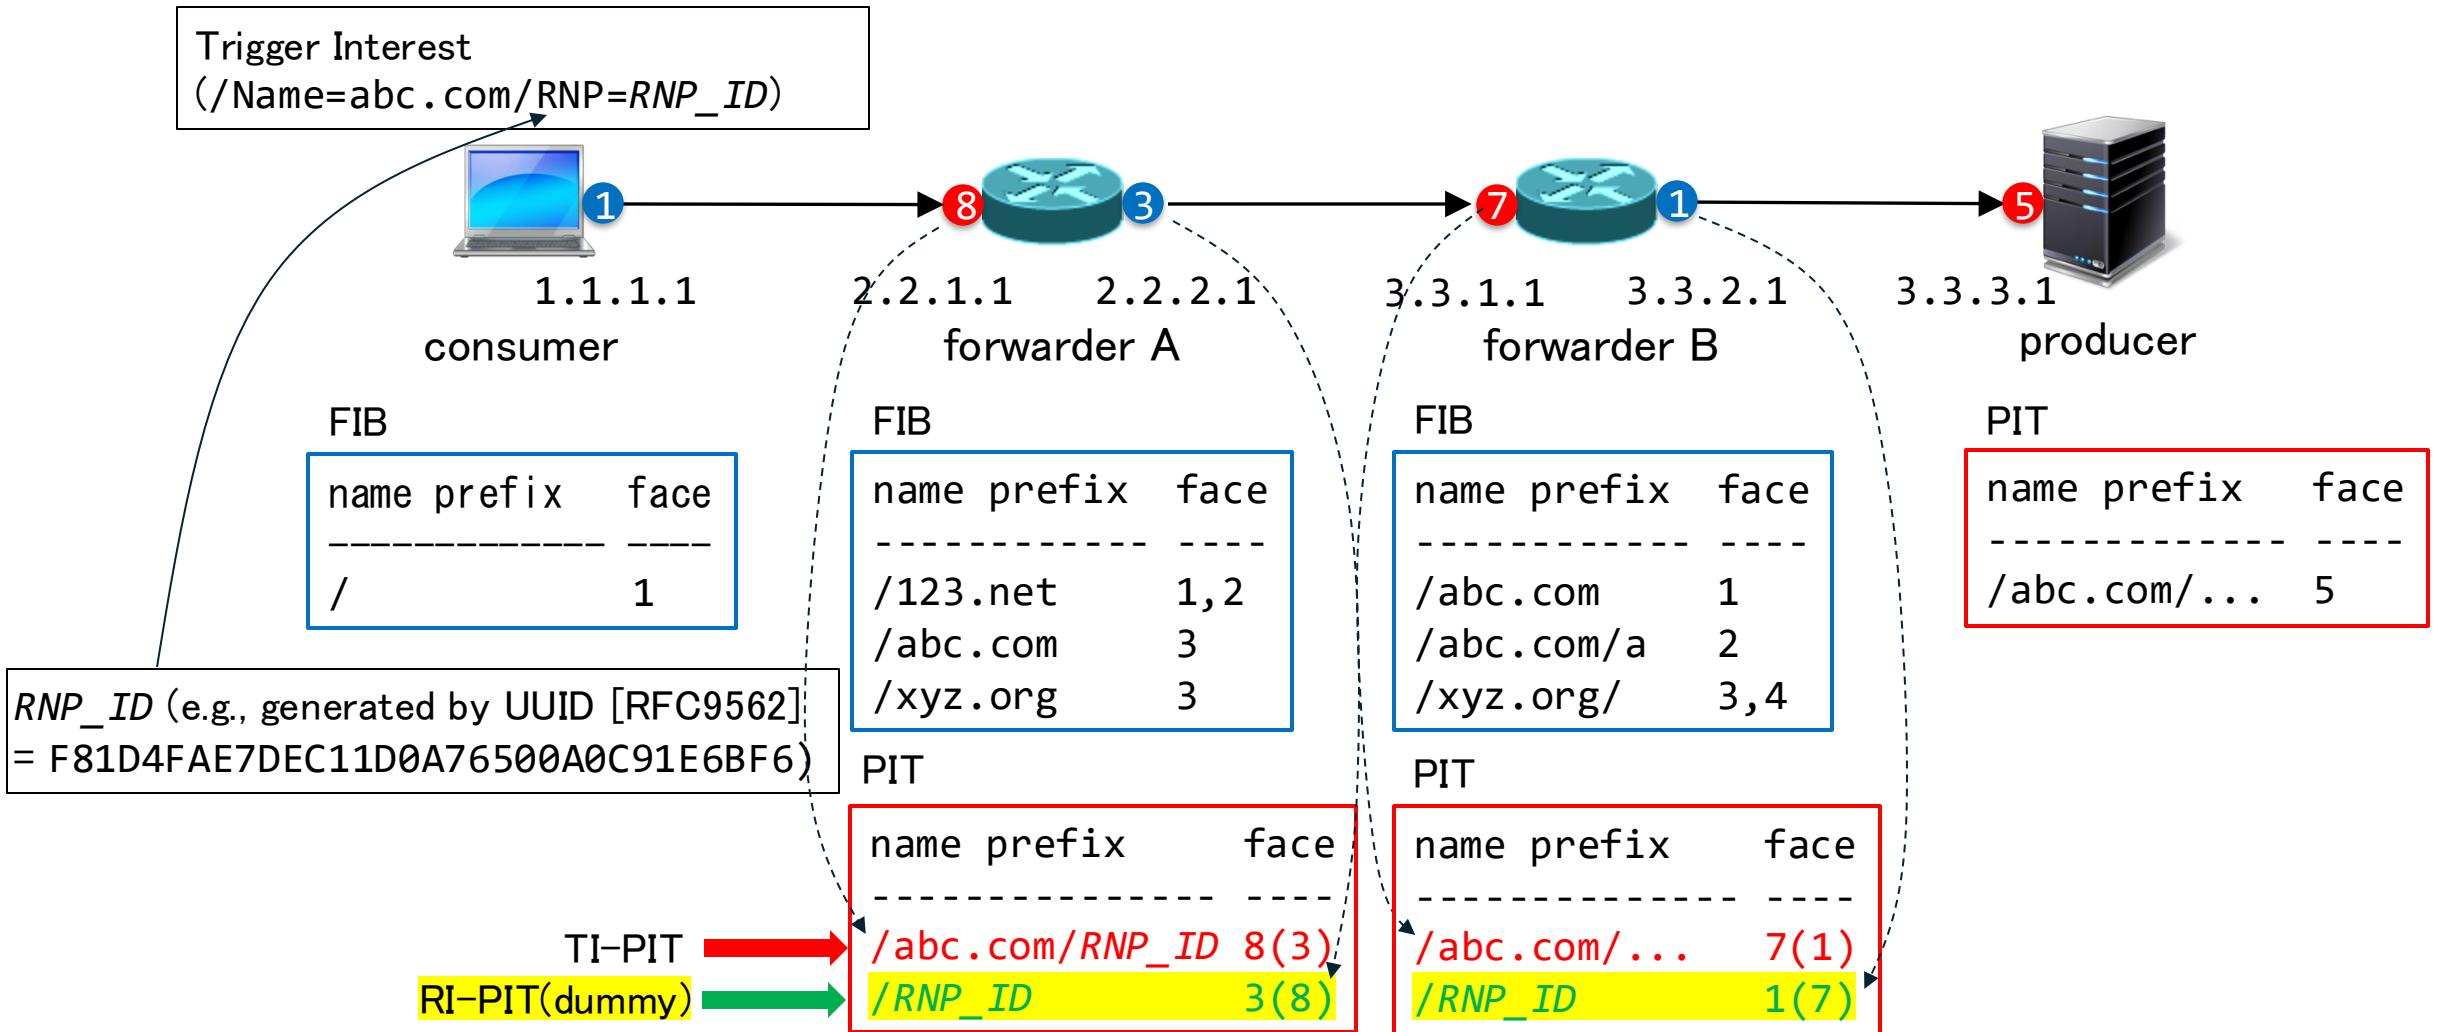 Trigger Interest
(/Name=abc.com/RNP=RNP_ID)
1
8
3
7
1
5
1.1.1.1
2.2.1.1
2.2.2.1
3.3.1.1
3.3.2.1
3.3.3.1
consumer
forwarder A
forwarder B
producer
FIB
name prefix face
------------- ----
/ 1
FIB
name prefix face
------------ ----
/123.net 1,2
/abc.com 3
/xyz.org 3
FIB
name prefix face
------------ ----
/abc.com 1
/abc.com/a 2
/xyz.org/ 3,4
PIT
name prefix face
------------- ----
/abc.com/... 5
RNP_ID (e.g., generated by UUID [RFC9562]
= F81D4FAE7DEC11D0A76500A0C91E6BF6)
PIT
name prefix face
--------------- ----
/abc.com/RNP_ID 8(3)
/RNP_ID 3(8)
PIT
name prefix face
-------------- ----
/abc.com/... 7(1)
/RNP_ID 1(7)
TI-PIT
RI-PIT(dummy)